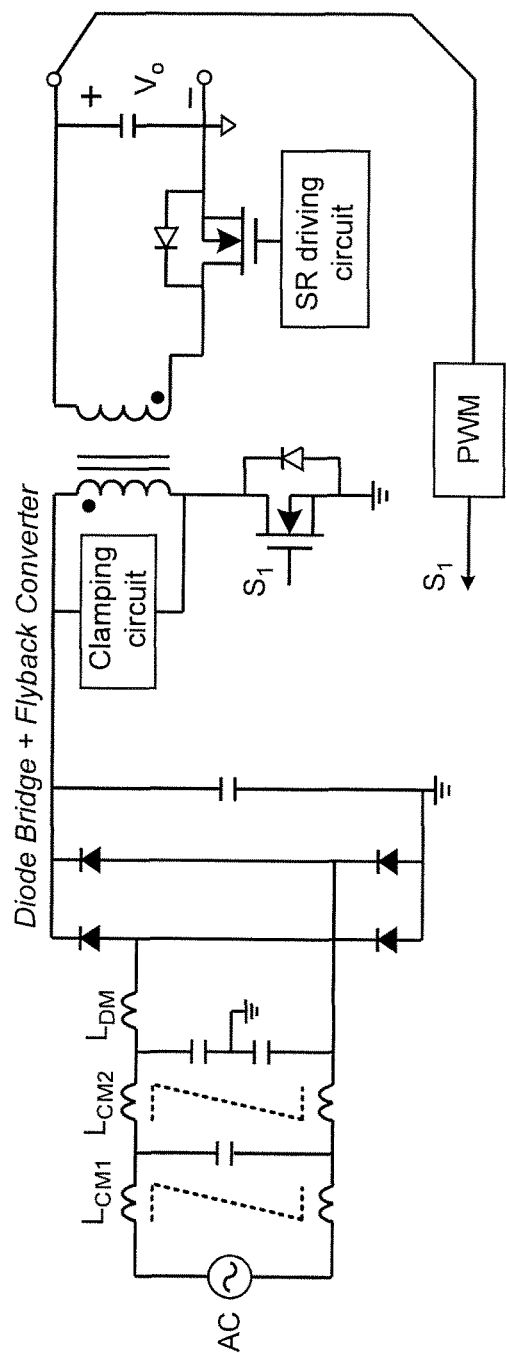 Diode Bridge + Flyback Converter
AC
L_CM1
L_CM2
L_DM
Clamping
circuit
S_1
+
V_o
−
SR driving
circuit
PWM
S_1